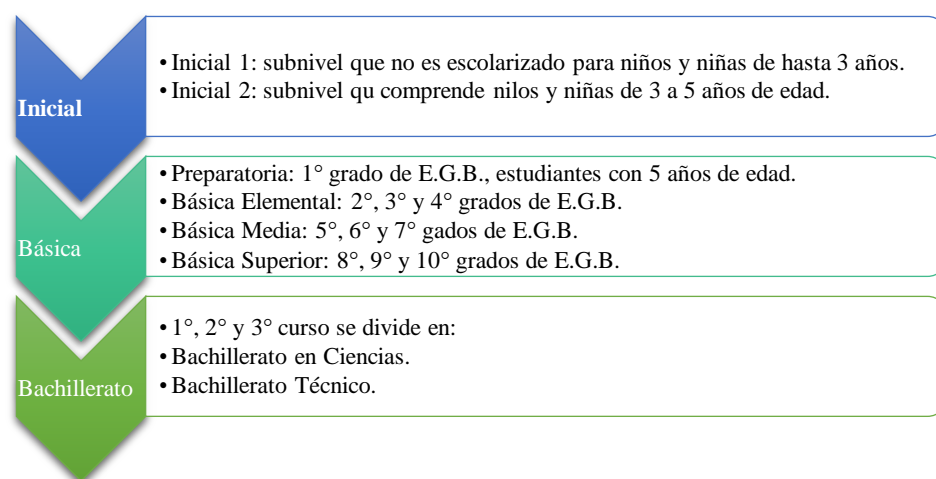 Inicial
• Inicial 1: subnivel que no es escolarizado para niños y niñas de hasta 3 años.
• Inicial 2: subnivel qu comprende nilos y niñas de 3 a 5 años de edad.
Básica
• Preparatoria: 1° grado de E.G.B., estudiantes con 5 años de edad.
• Básica Elemental: 2°, 3° y 4° grados de E.G.B.
• Básica Media: 5°, 6° y 7° gados de E.G.B.
• Básica Superior: 8°, 9° y 10° grados de E.G.B.
Bachillerato
• 1°, 2° y 3° curso se divide en:
• Bachillerato en Ciencias.
• Bachillerato Técnico.